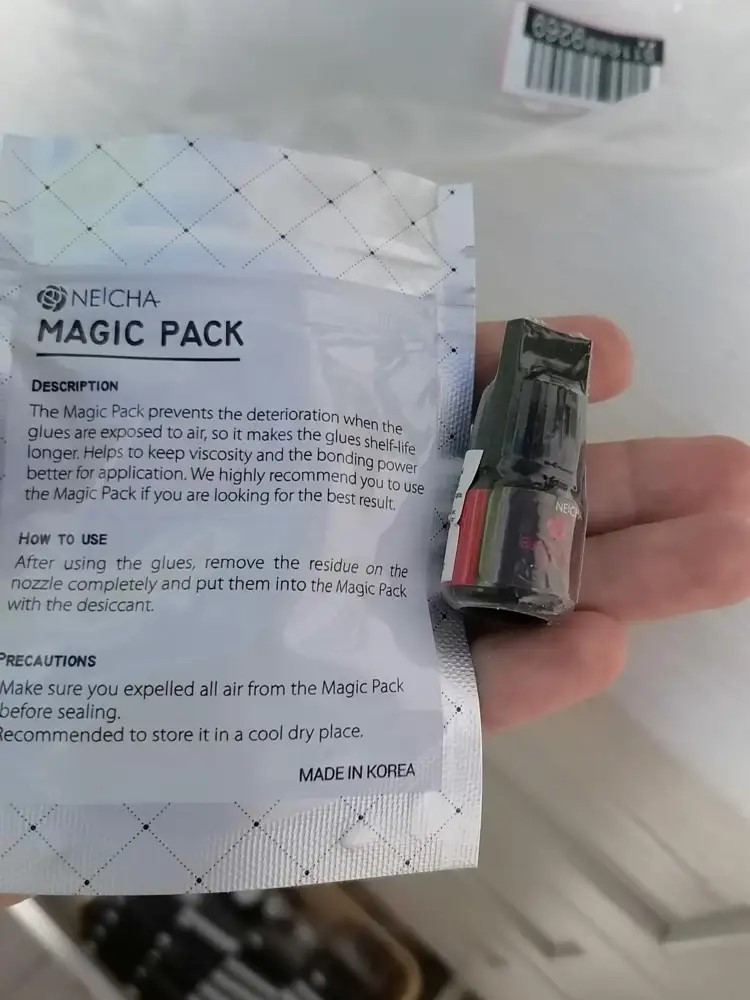 NEICHA
MAGIC PACK
DESCRIPTION
The Magic Pack prevents the deterioration when the
glues are exposed to air, so it makes the glues shelf-life
longer. Helps to keep viscosity and the bonding power
better for application. We highly recommend you to use
the Magic Pack if you are looking for the best result.
HOW TO USE
After using the glues, remove the residue on the
nozzle completely and put them into the Magic Pack
with the desiccant.
PRECAUTIONS
Make sure you expelled all air from the Magic Pack
before sealing.
Recommended to store it in a cool dry place.
MADE IN KOREA
NEICHA